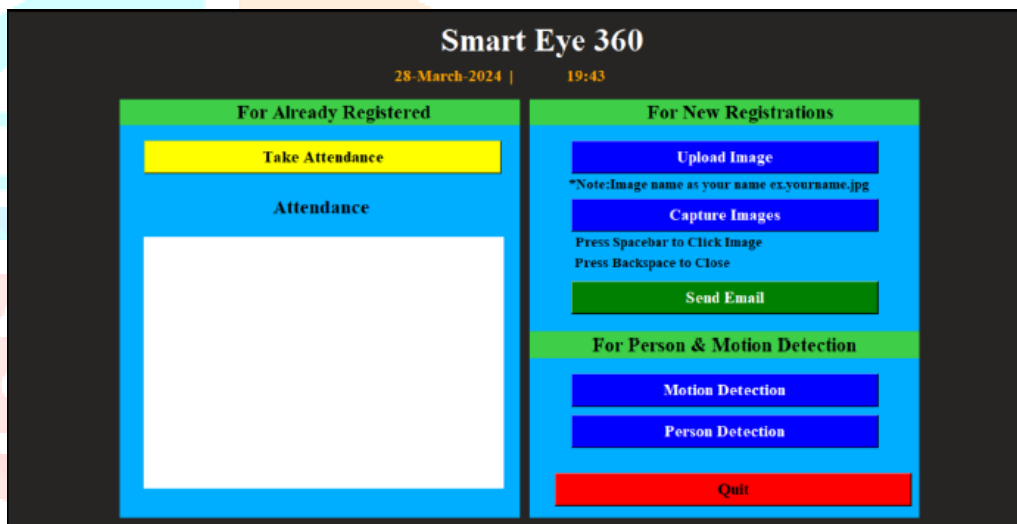 Smart Eye 360
28-March-2024 | 19:43
For Already Registered
Take Attendance
Attendance
For New Registrations
Upload Image
*Note:Image name as your name ex.yourname.jpg
Capture Images
Press Spacebar to Click Image
Press Backspace to Close
Send Email
For Person & Motion Detection
Motion Detection
Person Detection
Quit